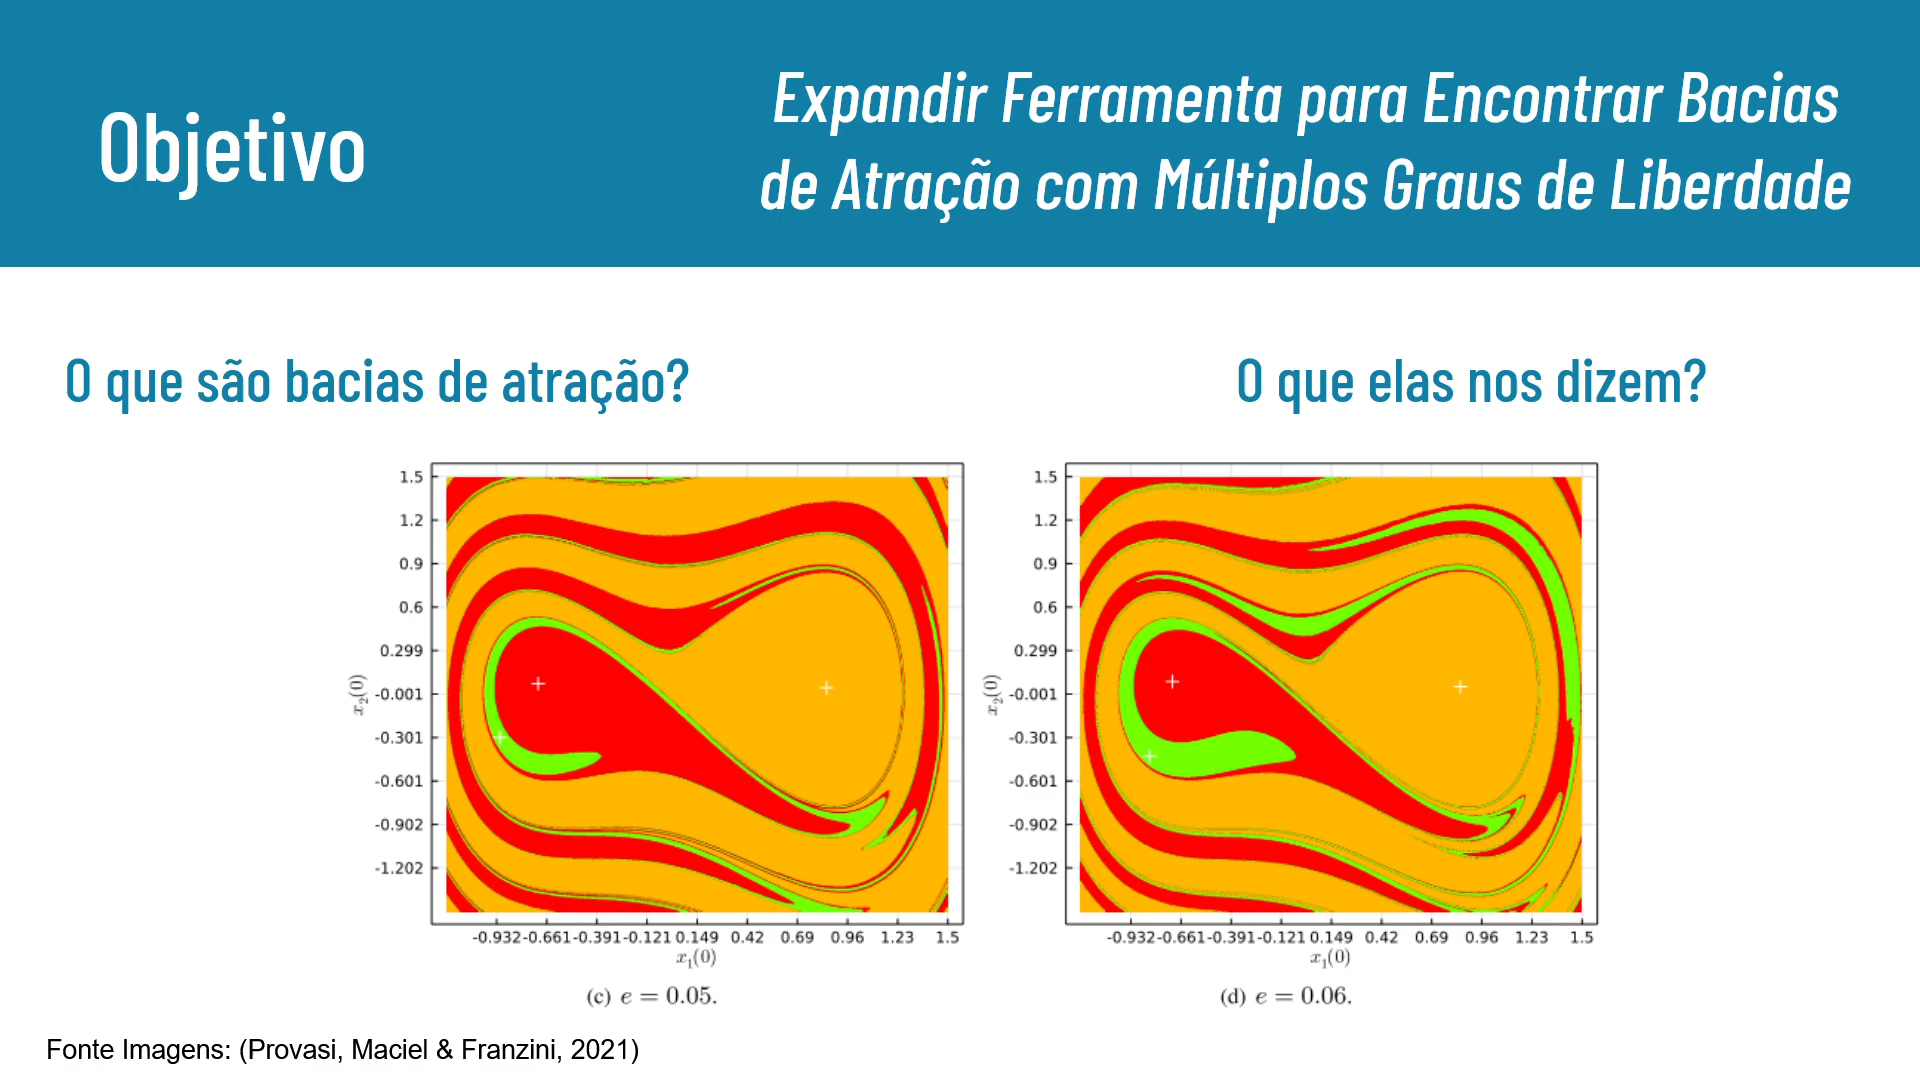 Objetivo
Expandir Ferramenta para Encontrar Bacias
de Atração com Múltiplos Graus de Liberdade
O que são bacias de atração?
O que elas nos dizem?
1.5
1.2
0.9
0.6
0.299
-0.001
-0.301
-0.601
-0.902
-1.202
x₂(0)
-0.932 -0.661 -0.391 -0.121 0.149 0.42 0.69 0.96 1.23 1.5
x₁(0)
(c) e = 0.05.
1.5
1.2
0.9
0.6
0.299
-0.001
-0.301
-0.601
-0.902
-1.202
x₂(0)
-0.932 -0.661 -0.391 -0.121 0.149 0.42 0.69 0.96 1.23 1.5
x₁(0)
(d) e = 0.06.
Fonte Imagens: (Provasi, Maciel & Franzini, 2021)